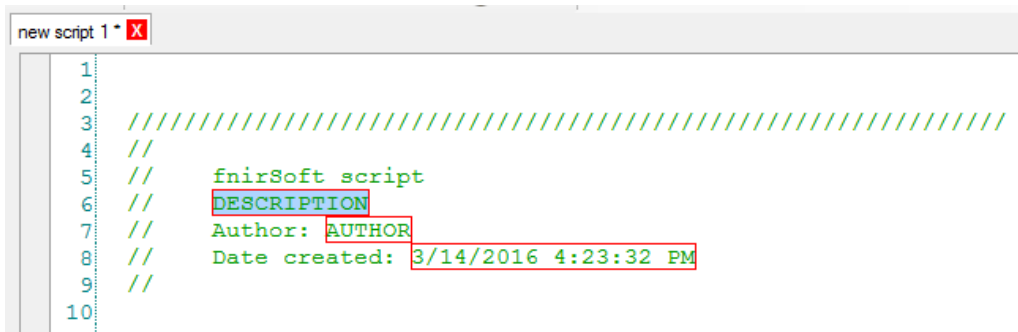 new script 1 * X
1
2
3 /////////////////////////////////////////////////////////////
4 //
5 // fnirSoft script
6 // DESCRIPTION
7 // Author: AUTHOR
8 // Date created: 3/14/2016 4:23:32 PM
9 //
10